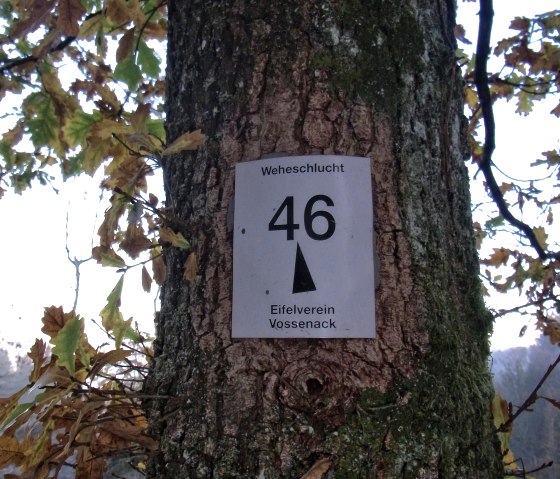 Weheschlucht
46
Eifelverein
Vossenack